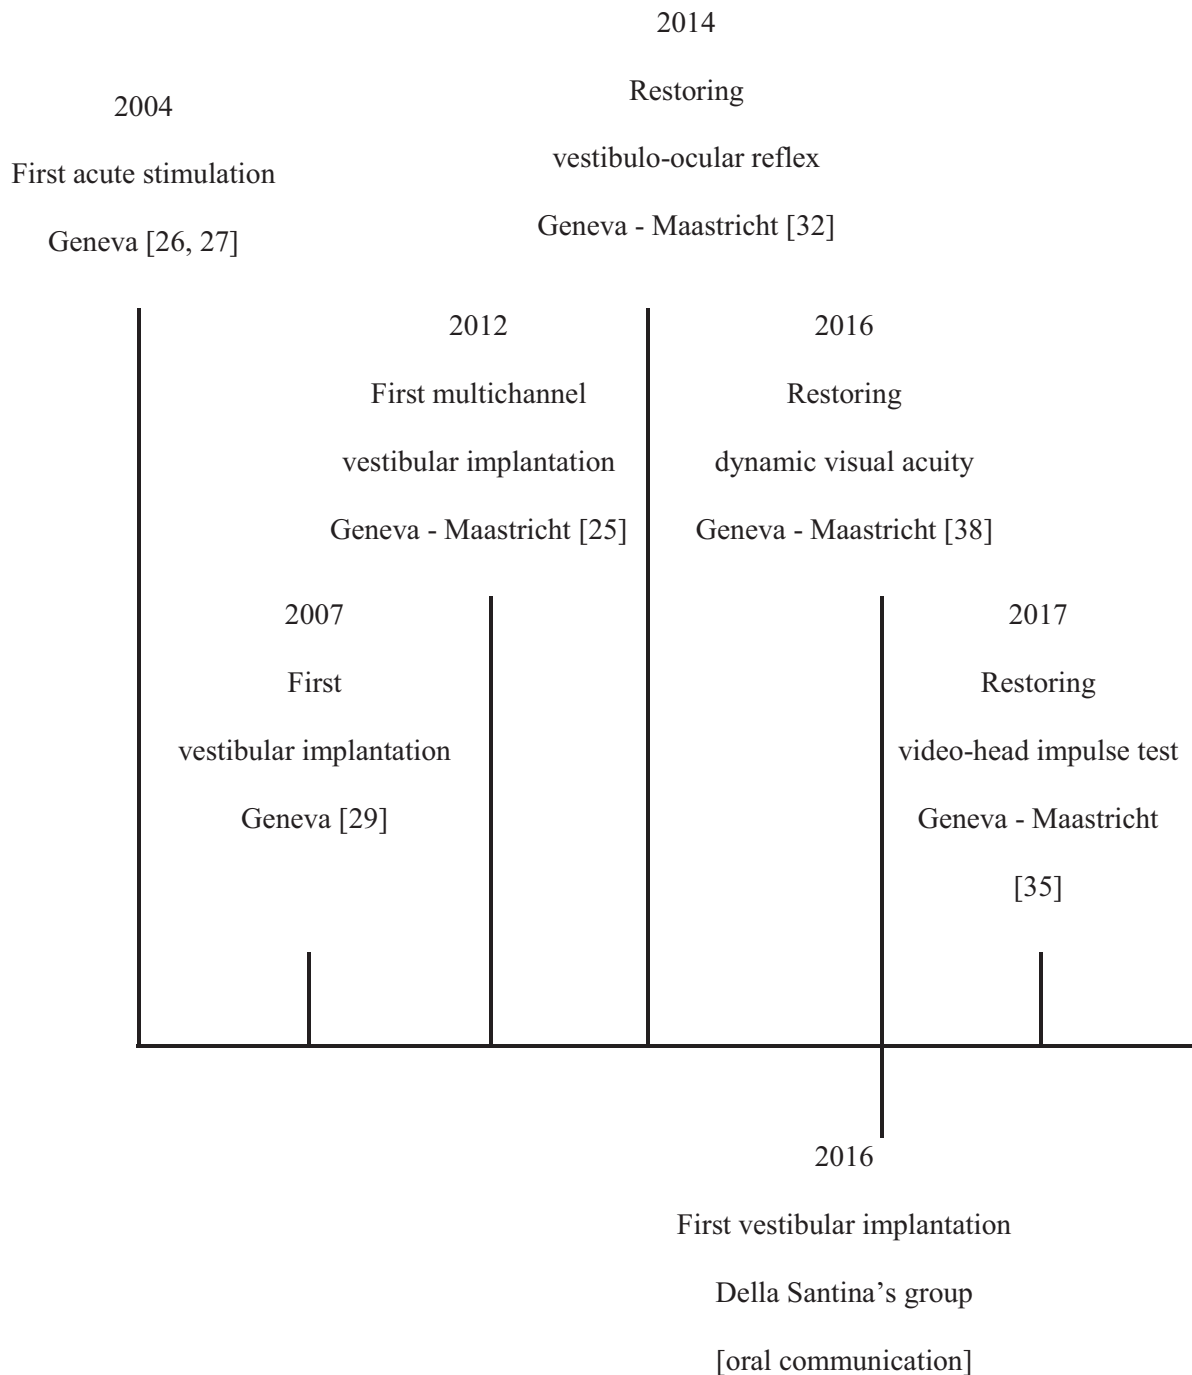 2004
First acute stimulation
Geneva [26, 27]
2014
Restoring
vestibulo-ocular reflex
Geneva - Maastricht [32]
2012
First multichannel
vestibular implantation
Geneva - Maastricht [25]
2016
Restoring
dynamic visual acuity
Geneva - Maastricht [38]
2007
First
vestibular implantation
Geneva [29]
2017
Restoring
video-head impulse test
Geneva - Maastricht
[35]
2016
First vestibular implantation
Della Santina’s group
[oral communication]